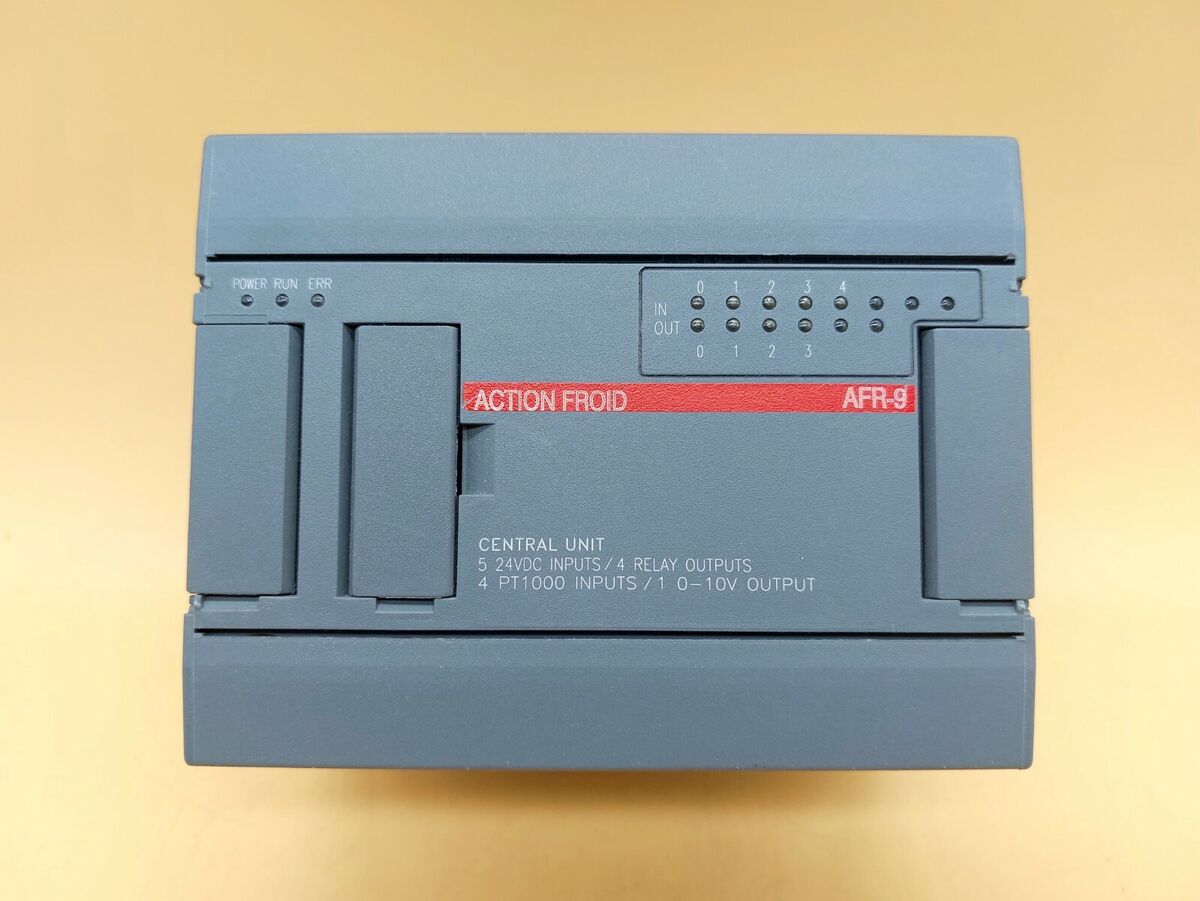 POWER RUN ERR
0 1 2 3 4
IN
OUT
0 1 2 3
ACTION FROID AFR-9
CENTRAL UNIT
5 24VDC INPUTS / 4 RELAY OUTPUTS
4 PT1000 INPUTS / 1 0-10V OUTPUT